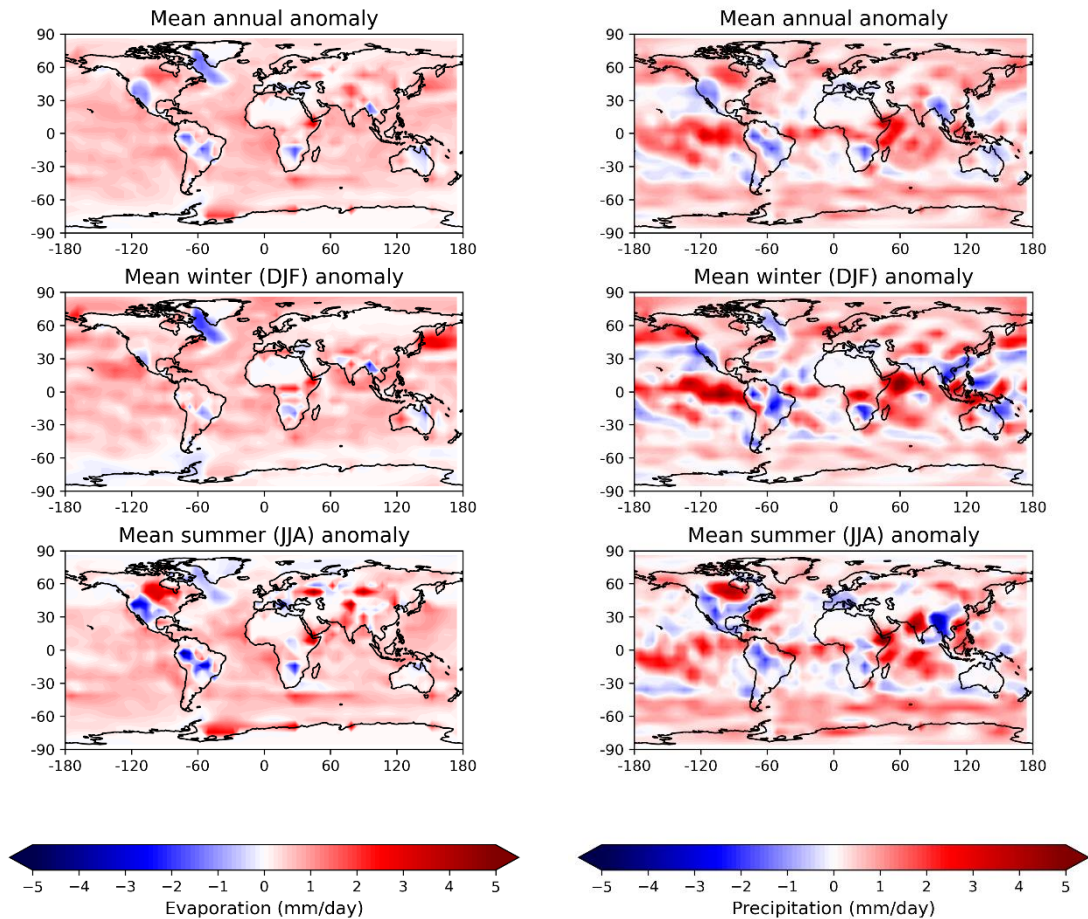 Mean annual anomaly
90
60
30
0
-30
-60
-90
-180 -120 -60 0 60 120 180
Mean annual anomaly
90
60
30
0
-30
-60
-90
-180 -120 -60 0 60 120 180
Mean winter (DJF) anomaly
90
60
30
0
-30
-60
-90
-180 -120 -60 0 60 120 180
Mean winter (DJF) anomaly
90
60
30
0
-30
-60
-90
-180 -120 -60 0 60 120 180
Mean summer (JJA) anomaly
90
60
30
0
-30
-60
-90
-180 -120 -60 0 60 120 180
Mean summer (JJA) anomaly
90
60
30
0
-30
-60
-90
-180 -120 -60 0 60 120 180
−5 −4 −3 −2 −1 0 1 2 3 4 5
Evaporation (mm/day)
−5 −4 −3 −2 −1 0 1 2 3 4 5
Precipitation (mm/day)